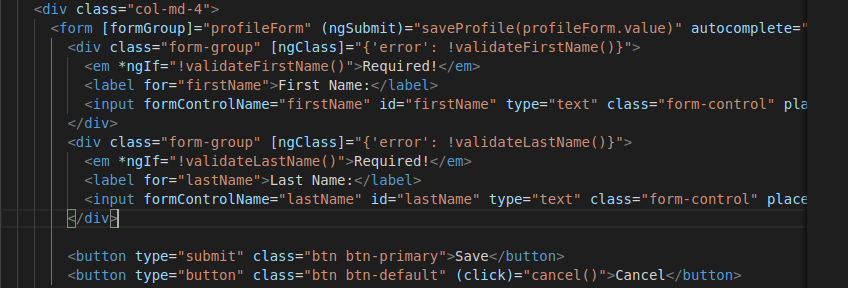 <div class="col-md-4">
<form [formGroup]="profileForm" (ngSubmit)="saveProfile(profileForm.value)" autocomplete="
<div class="form-group" [ngClass]="{'error': !validateFirstName()}">
<em *ngIf="!validateFirstName()">Required!</em>
<label for="firstName">First Name:</label>
<input formControlName="firstName" id="firstName" type="text" class="form-control" pla
</div>
<div class="form-group" [ngClass]="{'error': !validateLastName()}">
<em *ngIf="!validateLastName()">Required!</em>
<label for="lastName">Last Name:</label>
<input formControlName="lastName" id="lastName" type="text" class="form-control" place
</div>
<button type="submit" class="btn btn-primary">Save</button>
<button type="button" class="btn btn-default" (click)="cancel()">Cancel</button>